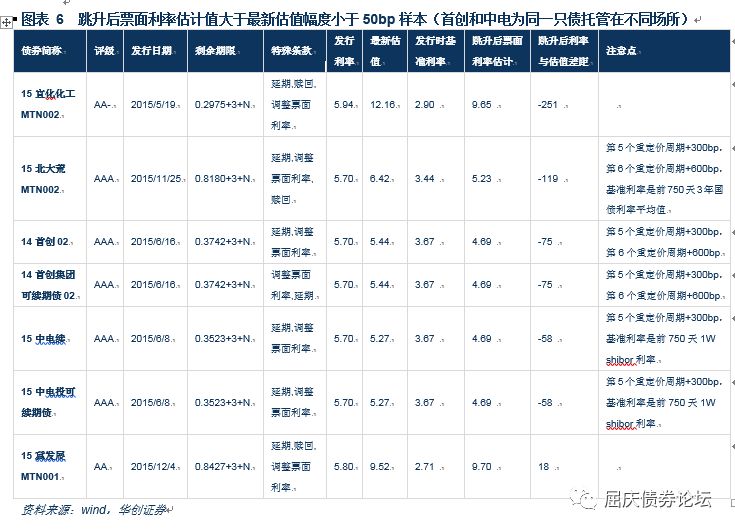 图表 6 跳升后票面利率估计值大于最新估值幅度小于 50bp 样本（首创和中电为同一只债托管在不同场所）
债券简称 评级 发行日期 剩余期限 特殊条款 发行利率 最新估值 发行时基准利率 跳升后票面利率估计 跳升后利率与估值差距 注意点
15 宜化化工 MTN002 AA- 2015/5/19 0.2975+3+N 延期,赎回,调整票面利率 5.94 12.16 2.90 9.65 -251
15 北大荒 MTN002 AAA 2015/11/25 0.8180+3+N 延期,调整票面利率,赎回 5.70 6.42 3.44 5.23 -119 第 5 个重定价周期+300bp,第 6 个重定价周期+600bp,基准利率是前 750 天 3 年国债利率平均值
14 首创 02 AAA 2015/6/16 0.3742+3+N 延期,调整票面利率 5.70 5.44 3.67 4.69 -75 第 5 个重定价周期+300bp,第 6 个重定价周期+600bp
14 首创集团可续期债 02 AAA 2015/6/16 0.3742+3+N 调整票面利率,延期 5.70 5.44 3.67 4.69 -75 第 5 个重定价周期+300bp,第 6 个重定价周期+600bp
15 中电续 AAA 2015/6/8 0.3523+3+N 延期,调整票面利率 5.70 5.27 3.67 4.69 -58 第 5 个重定价周期+300bp,基准利率是前 750 天 1W shibor 利率
15 中电投可续期债 AAA 2015/6/8 0.3523+3+N 延期,调整票面利率 5.70 5.27 3.67 4.69 -58 第 5 个重定价周期+300bp,基准利率是前 750 天 1W shibor 利率
MTN001 AA 2015/12/4 0.8427+3+N 延期,赎回,调整票面利率 5.80 9.52 2.71 9.70 18
资料来源：wind，华创证券
屈庆债券论坛